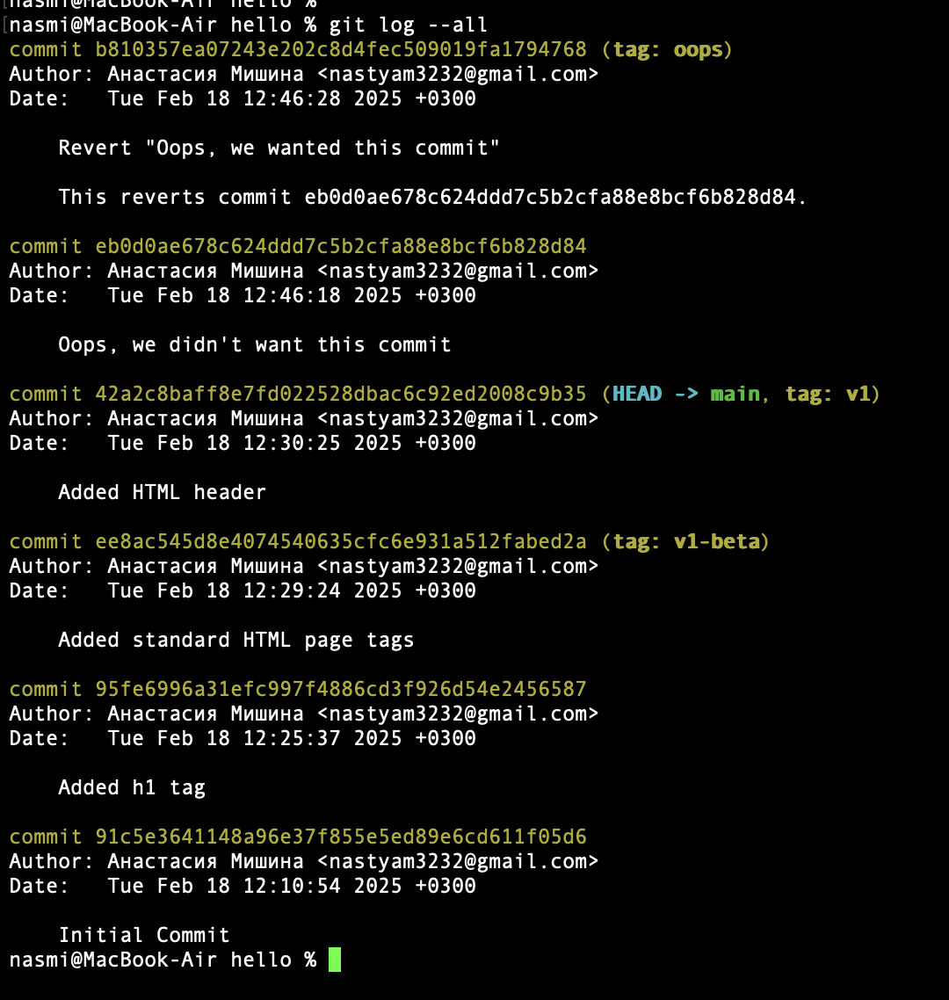 [nasmi@MacBook-Air hello %
[nasmi@MacBook-Air hello % git log --all
commit b810357ea07243e202c8d4fec509019fa1794768 (tag: oops)
Author: Анастасия Мишина <nastyam3232@gmail.com>
Date:   Tue Feb 18 12:46:28 2025 +0300
    Revert "Oops, we wanted this commit"
    This reverts commit eb0d0ae678c624ddd7c5b2cfa88e8bcf6b828d84.
commit eb0d0ae678c624ddd7c5b2cfa88e8bcf6b828d84
Author: Анастасия Мишина <nastyam3232@gmail.com>
Date:   Tue Feb 18 12:46:18 2025 +0300
    Oops, we didn't want this commit
commit 42a2c8baff8e7fd022528dbac6c92ed2008c9b35 (HEAD -> main, tag: v1)
Author: Анастасия Мишина <nastyam3232@gmail.com>
Date:   Tue Feb 18 12:30:25 2025 +0300
    Added HTML header
commit ee8ac545d8e4074540635cfc6e931a512fabed2a (tag: v1-beta)
Author: Анастасия Мишина <nastyam3232@gmail.com>
Date:   Tue Feb 18 12:29:24 2025 +0300
    Added standard HTML page tags
commit 95fe6996a31efc997f4886cd3f926d54e2456587
Author: Анастасия Мишина <nastyam3232@gmail.com>
Date:   Tue Feb 18 12:25:37 2025 +0300
    Added h1 tag
commit 91c5e3641148a96e37f855e5ed89e6cd611f05d6
Author: Анастасия Мишина <nastyam3232@gmail.com>
Date:   Tue Feb 18 12:10:54 2025 +0300
    Initial Commit
nasmi@MacBook-Air hello %